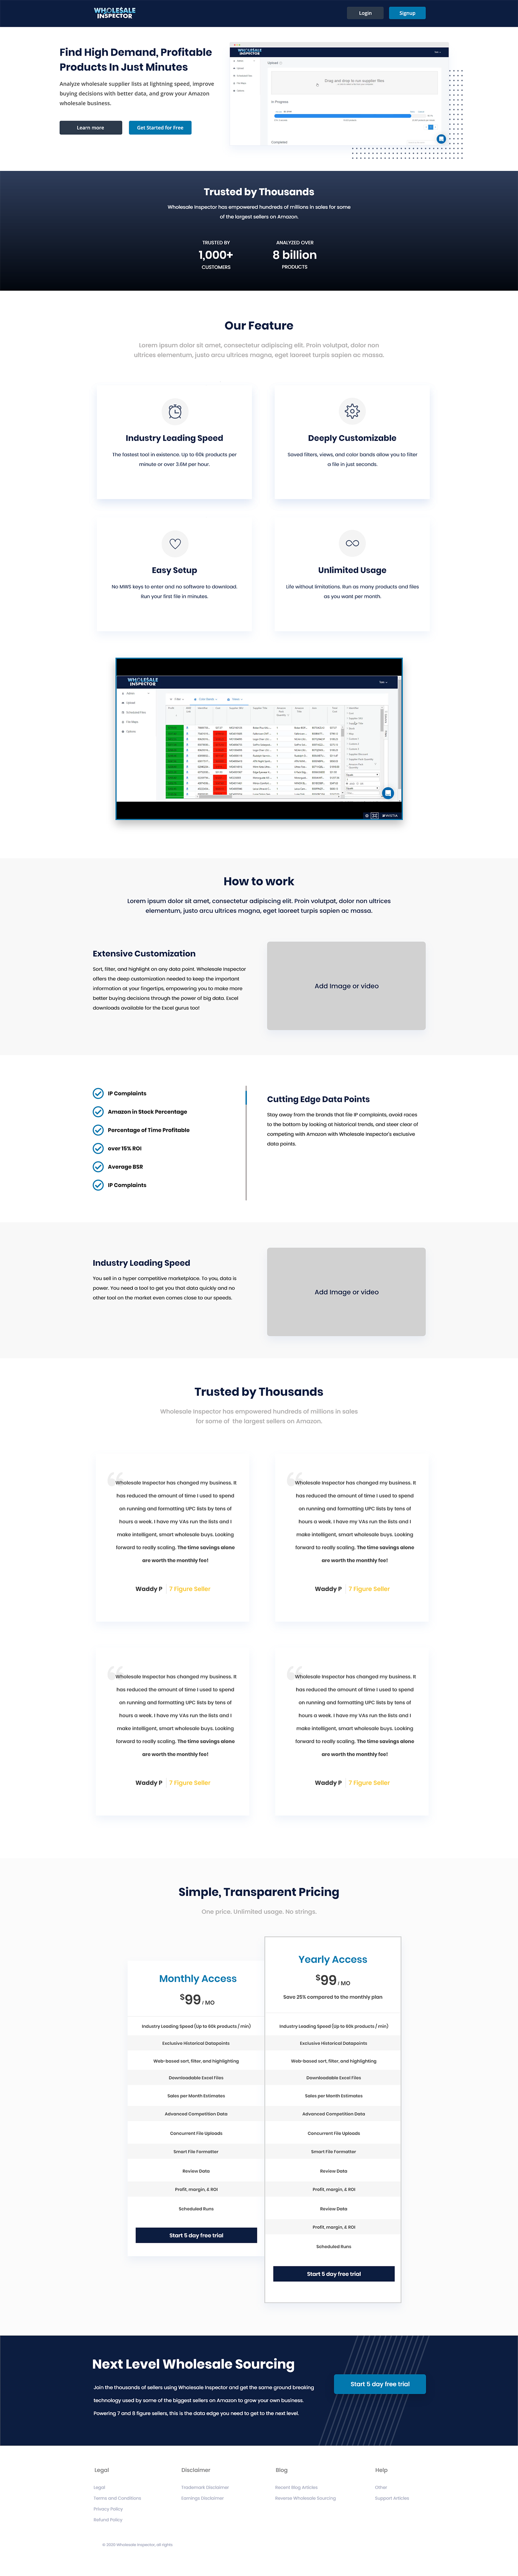 WHOLESALE
INSPECTOR
Login
Signup
Find High Demand, Profitable
Products In Just Minutes
Analyze wholesale supplier lists at lightning speed, improve
buying decisions with better data, and grow your Amazon
wholesale business.
Learn more
Get Started for Free
WHOLESALE
INSPECTOR
Upload
Drag and drop to run supplier files
In Progress
Completed
Trusted by Thousands
Wholesale Inspector has empowered hundreds of millions in sales for some
of the largest sellers on Amazon.
TRUSTED BY
1,000+
CUSTOMERS
ANALYZED OVER
8 billion
PRODUCTS
Our Feature
Lorem ipsum dolor sit amet, consectetur adipiscing elit. Proin volutpat, dolor non
ultrices elementum, justo arcu ultrices magna, eget laoreet turpis sapien ac massa.
Industry Leading Speed
The fastest tool in existence. Up to 60k products per
minute or over 3.6M per hour.
Deeply Customizable
Saved filters, views, and color bands allow you to filter
a file in just seconds.
Easy Setup
No MWS keys to enter and no software to download.
Run your first file in minutes.
Unlimited Usage
Life without limitations. Run as many products and files
as you want per month.
WHOLESALE
INSPECTOR
Upload
WISTIA
How to work
Lorem ipsum dolor sit amet, consectetur adipiscing elit. Proin volutpat, dolor non ultrices
elementum, justo arcu ultrices magna, eget laoreet turpis sapien ac massa.
Extensive Customization
Sort, filter, and highlight on any data point. Wholesale Inspector
offers the deep customization needed to keep the important
information at your fingertips, empowering you to make more
better buying decisions through the power of big data. Excel
downloads available for the Excel gurus too!
Add Image or video
IP Complaints
Amazon in Stock Percentage
Percentage of Time Profitable
over 15% ROI
Average BSR
IP Complaints
Cutting Edge Data Points
Stay away from the brands that file IP complaints, avoid races
to the bottom by looking at historical trends, and steer clear of
competing with Amazon with Wholesale Inspector's exclusive
data points.
Industry Leading Speed
You sell in a hyper competitive marketplace. To you, data is
power. You need a tool to get you that data quickly and no
other tool on the market even comes close to our speeds.
Add Image or video
Trusted by Thousands
Wholesale Inspector has empowered hundreds of millions in sales
for some of the largest sellers on Amazon.
Wholesale Inspector has changed my business. It
has reduced the amount of time I used to spend
on running and formatting UPC lists by tens of
hours a week. I have my VAs run the lists and I
make intelligent, smart wholesale buys. Looking
forward to really scaling. The time savings alone
are worth the monthly fee!
Waddy P | 7 Figure Seller
Wholesale Inspector has changed my business. It
has reduced the amount of time I used to spend
on running and formatting UPC lists by tens of
hours a week. I have my VAs run the lists and I
make intelligent, smart wholesale buys. Looking
forward to really scaling. The time savings alone
are worth the monthly fee!
Waddy P | 7 Figure Seller
Wholesale Inspector has changed my business. It
has reduced the amount of time I used to spend
on running and formatting UPC lists by tens of
hours a week. I have my VAs run the lists and I
make intelligent, smart wholesale buys. Looking
forward to really scaling. The time savings alone
are worth the monthly fee!
Waddy P | 7 Figure Seller
Wholesale Inspector has changed my business. It
has reduced the amount of time I used to spend
on running and formatting UPC lists by tens of
hours a week. I have my VAs run the lists and I
make intelligent, smart wholesale buys. Looking
forward to really scaling. The time savings alone
are worth the monthly fee!
Waddy P | 7 Figure Seller
Simple, Transparent Pricing
One price. Unlimited usage. No strings.
Monthly Access
$99 / MO
Industry Leading Speed (Up to 60k products / min)
Exclusive Historical Datapoints
Web-based sort, filter, and highlighting
Downloadable Excel Files
Sales per Month Estimates
Advanced Competition Data
Concurrent File Uploads
Smart File Formatter
Review Data
Profit, margin, & ROI
Scheduled Runs
Start 5 day free trial
Yearly Access
$99 / MO
Save 25% compared to the monthly plan
Industry Leading Speed (Up to 60k products / min)
Exclusive Historical Datapoints
Web-based sort, filter, and highlighting
Downloadable Excel Files
Sales per Month Estimates
Advanced Competition Data
Concurrent File Uploads
Smart File Formatter
Review Data
Profit, margin, & ROI
Review Data
Profit, margin, & ROI
Scheduled Runs
Start 5 day free trial
Next Level Wholesale Sourcing
Join the thousands of sellers using Wholesale Inspector and get the same ground breaking
technology used by some of the biggest sellers on Amazon to grow your own business.
Powering 7 and 8 figure sellers, this is the data edge you need to get to the next level.
Start 5 day free trial
Legal
Legal
Terms and Conditions
Privacy Policy
Refund Policy
Disclaimer
Trademark Disclaimer
Earnings Disclaimer
Blog
Recent Blog Articles
Reverse Wholesale Sourcing
Help
Other
Support Articles
© 2020 Wholesale Inspector, all rights